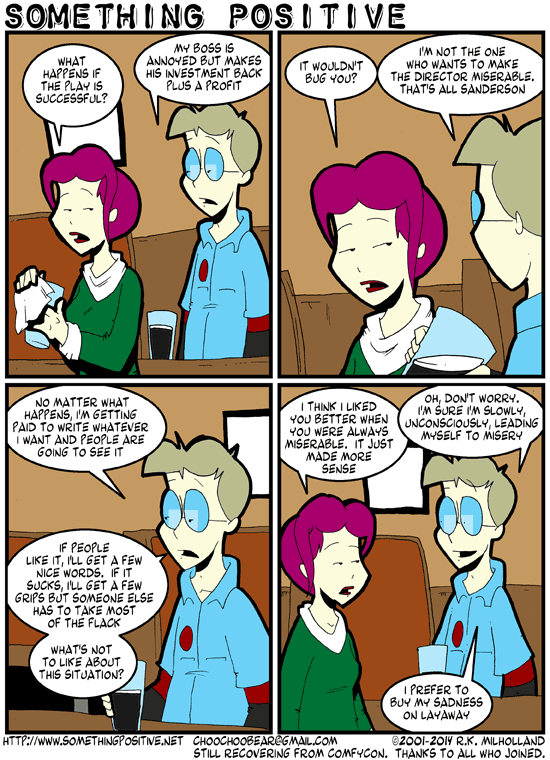 SOMETHING POSITIVE
WHAT
HAPPENS IF
THE PLAY IS
SUCCESSFUL?
MY BOSS IS
ANNOYED BUT MAKES
HIS INVESTMENT BACK
PLUS A PROFIT
IT WOULDN'T
BUG YOU?
I'M NOT THE ONE
WHO WANTS TO MAKE
THE DIRECTOR MISERABLE.
THAT'S ALL SANDERSON
NO MATTER WHAT
HAPPENS, I'M GETTING
PAID TO WRITE WHATEVER
I WANT AND PEOPLE ARE
GOING TO SEE IT
IF PEOPLE
LIKE IT, I'LL GET A FEW
NICE WORDS. IF IT
SUCKS, I'LL GET A FEW
GRIPS BUT SOMEONE ELSE
HAS TO TAKE MOST
OF THE FLACK
WHAT'S NOT
TO LIKE ABOUT
THIS SITUATION?
I THINK I LIKED
YOU BETTER WHEN
YOU WERE ALWAYS
MISERABLE. IT JUST
MADE MORE
SENSE
OH, DON'T WORRY.
I'M SURE I'M SLOWLY,
UNCONSCIOUSLY, LEADING
MYSELF TO MISERY
I PREFER TO
BUY MY SADNESS
ON LAYAWAY
HTTP://WWW.SOMETHINGPOSITIVE.NET CHOOCHOOBEAR@GMAIL.COM ©2001-2014 R.K. MILHOLLAND
STILL RECOVERING FROM COMFYCON. THANKS TO ALL WHO JOINED.